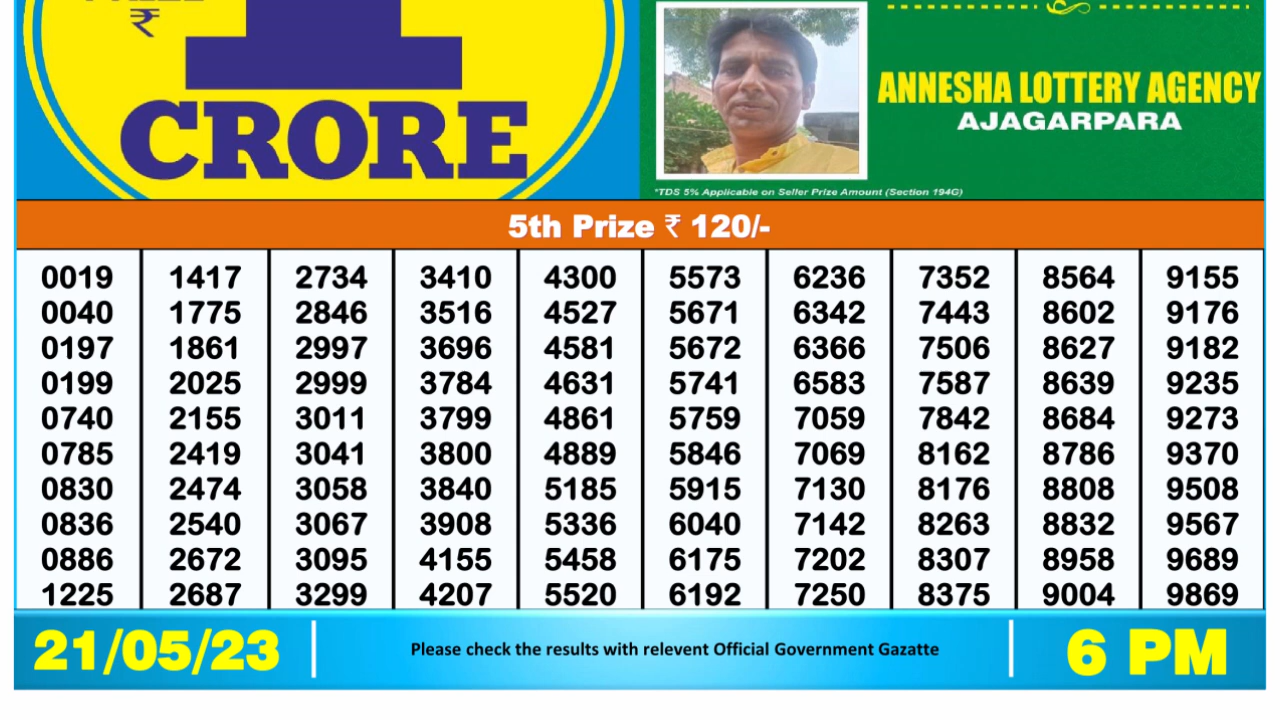 ₹
1
CRORE
ANNESHA LOTTERY AGENCY
AJAGARPARA
*TDS 5% Applicable on Seller Prize Amount (Section 194G)
5th Prize ₹ 120/-
0019 1417 2734 3410 4300 5573 6236 7352 8564 9155
0040 1775 2846 3516 4527 5671 6342 7443 8602 9176
0197 1861 2997 3696 4581 5672 6366 7506 8627 9182
0199 2025 2999 3784 4631 5741 6583 7587 8639 9235
0740 2155 3011 3799 4861 5759 7059 7842 8684 9273
0785 2419 3041 3800 4889 5846 7069 8162 8786 9370
0830 2474 3058 3840 5185 5915 7130 8176 8808 9508
0836 2540 3067 3908 5336 6040 7142 8263 8832 9567
0886 2672 3095 4155 5458 6175 7202 8307 8958 9689
1225 2687 3299 4207 5520 6192 7250 8375 9004 9869
21/05/23
Please check the results with relevent Official Government Gazatte
6 PM